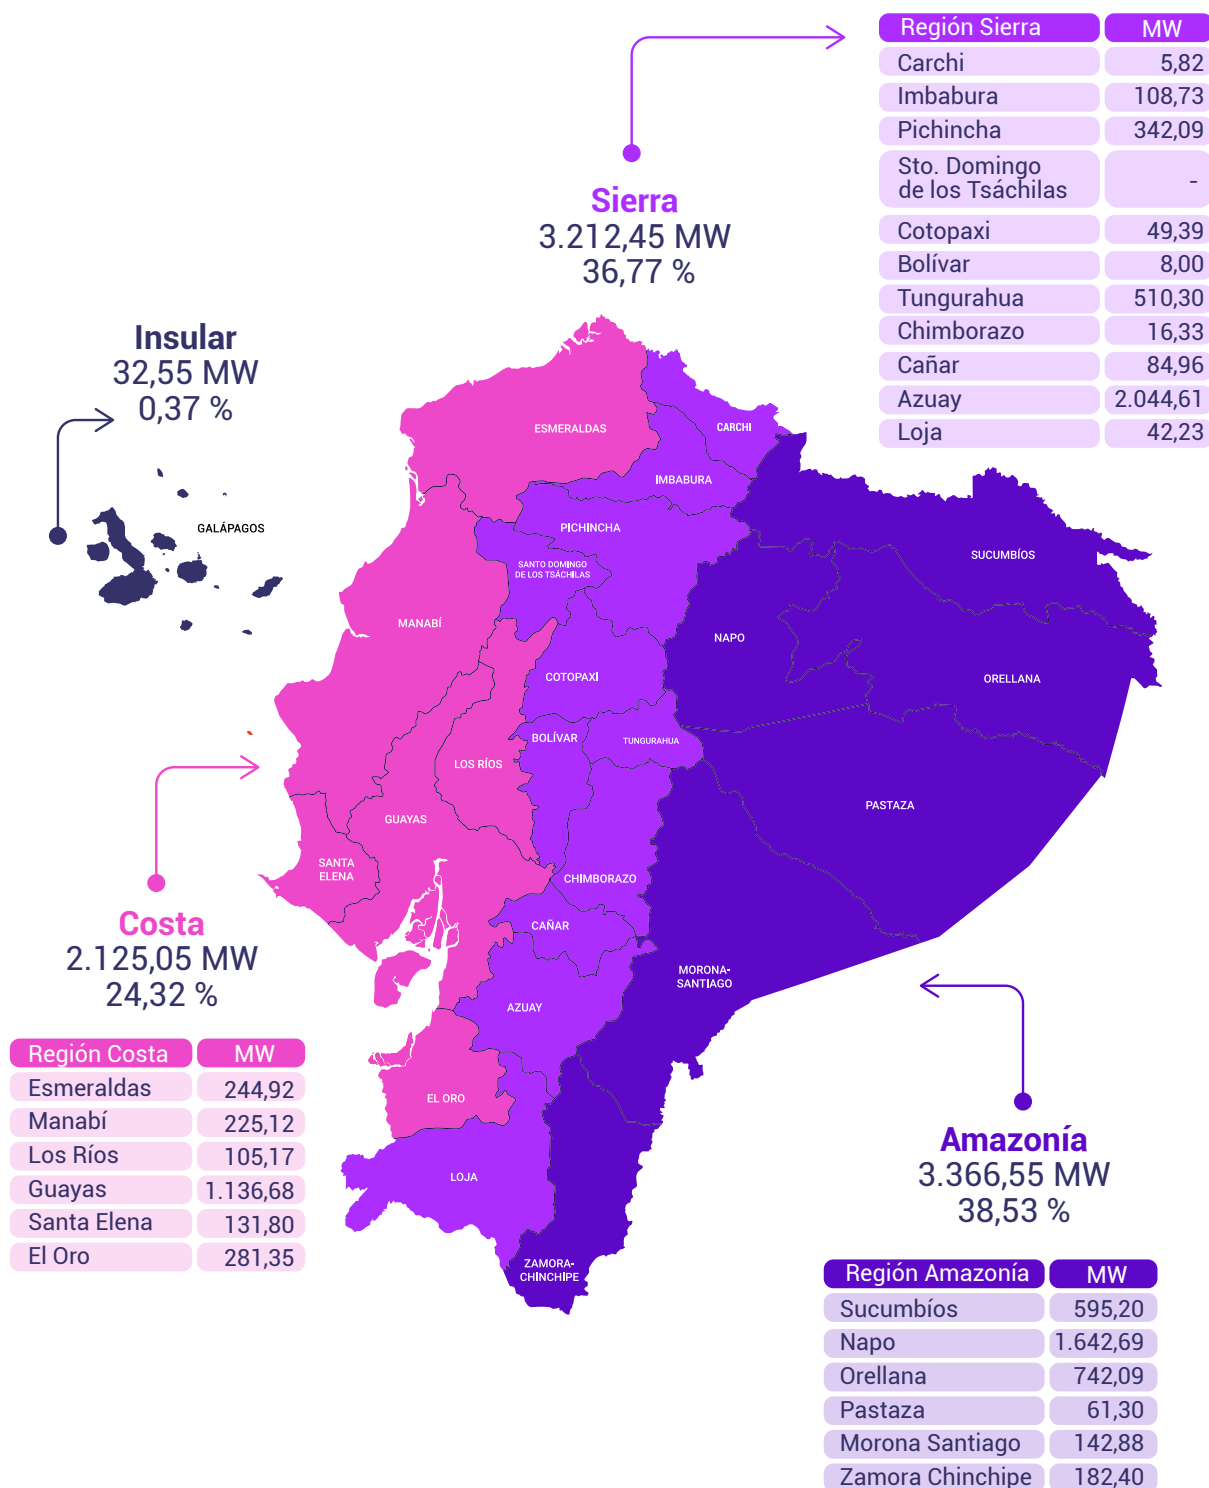 Región Sierra MW
Carchi 5,82
Imbabura 108,73
Pichincha 342,09
Sto. Domingo
de los Tsáchilas -
Cotopaxi 49,39
Bolívar 8,00
Tungurahua 510,30
Chimborazo 16,33
Cañar 84,96
Azuay 2.044,61
Loja 42,23
Sierra
3.212,45 MW
36,77 %
Insular
32,55 MW
0,37 %
GALÁPAGOS
ESMERALDAS
CARCHI
IMBABURA
PICHINCHA
SANTO DOMINGO
DE LOS TSÁCHILAS
SUCUMBÍOS
MANABÍ
NAPO
COTOPAXI
ORELLANA
BOLÍVAR
TUNGURAHUA
LOS RÍOS
PASTAZA
GUAYAS
SANTA
ELENA
CHIMBORAZO
CAÑAR
MORONA-
SANTIAGO
AZUAY
EL ORO
LOJA
ZAMORA-
CHINCHIPE
Costa
2.125,05 MW
24,32 %
Región Costa MW
Esmeraldas 244,92
Manabí 225,12
Los Ríos 105,17
Guayas 1.136,68
Santa Elena 131,80
El Oro 281,35
Amazonía
3.366,55 MW
38,53 %
Región Amazonía MW
Sucumbíos 595,20
Napo 1.642,69
Orellana 742,09
Pastaza 61,30
Morona Santiago 142,88
Zamora Chinchipe 182,40